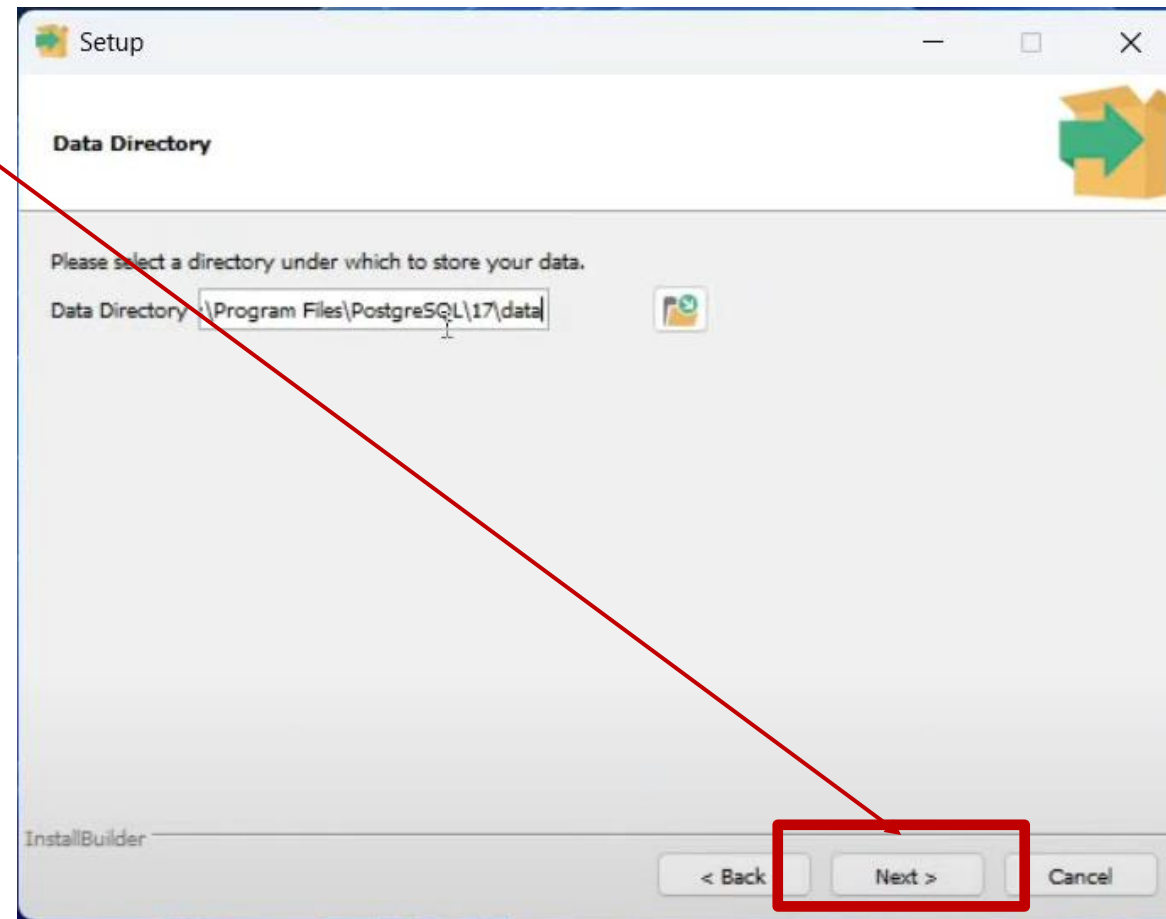 Setup
Data Directory
Please select a directory under which to store your data.
Data Directory :\Program Files\PostgreSQL\17\data
InstallBuilder
< Back Next > Cancel